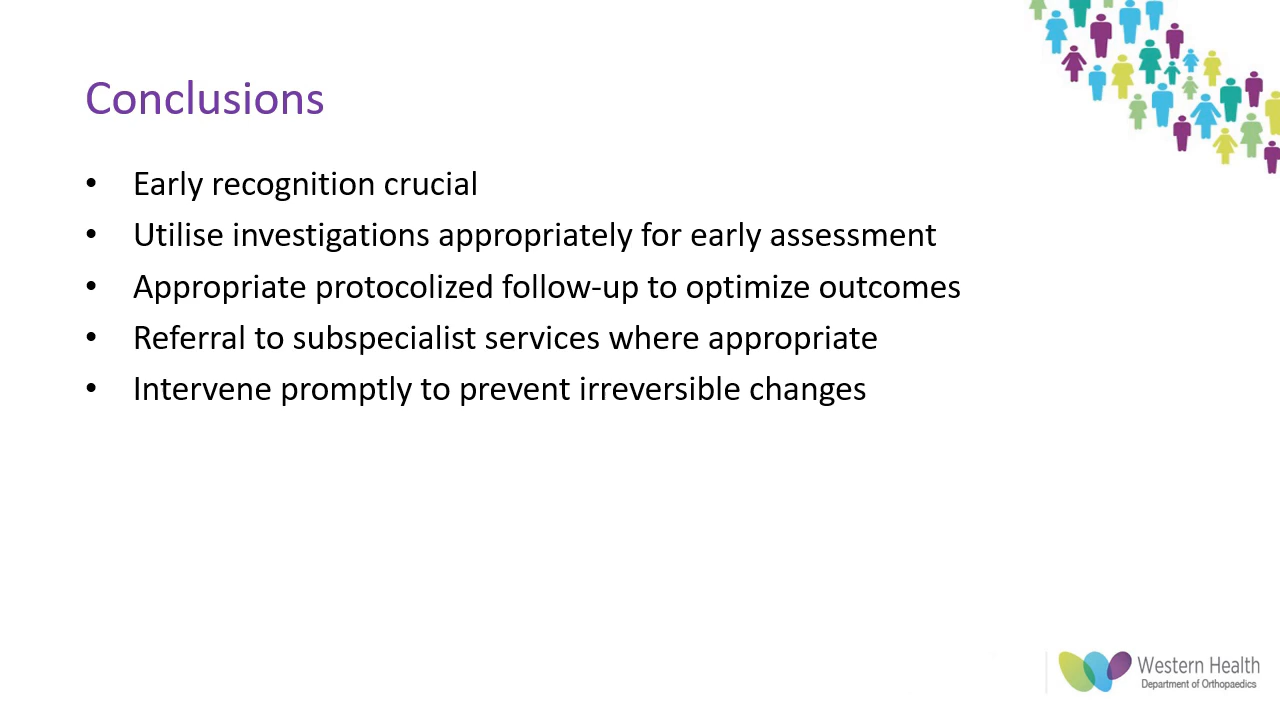 Conclusions
• Early recognition crucial
• Utilise investigations appropriately for early assessment
• Appropriate protocolized follow-up to optimize outcomes
• Referral to subspecialist services where appropriate
• Intervene promptly to prevent irreversible changes
Western Health
Department of Orthopaedics